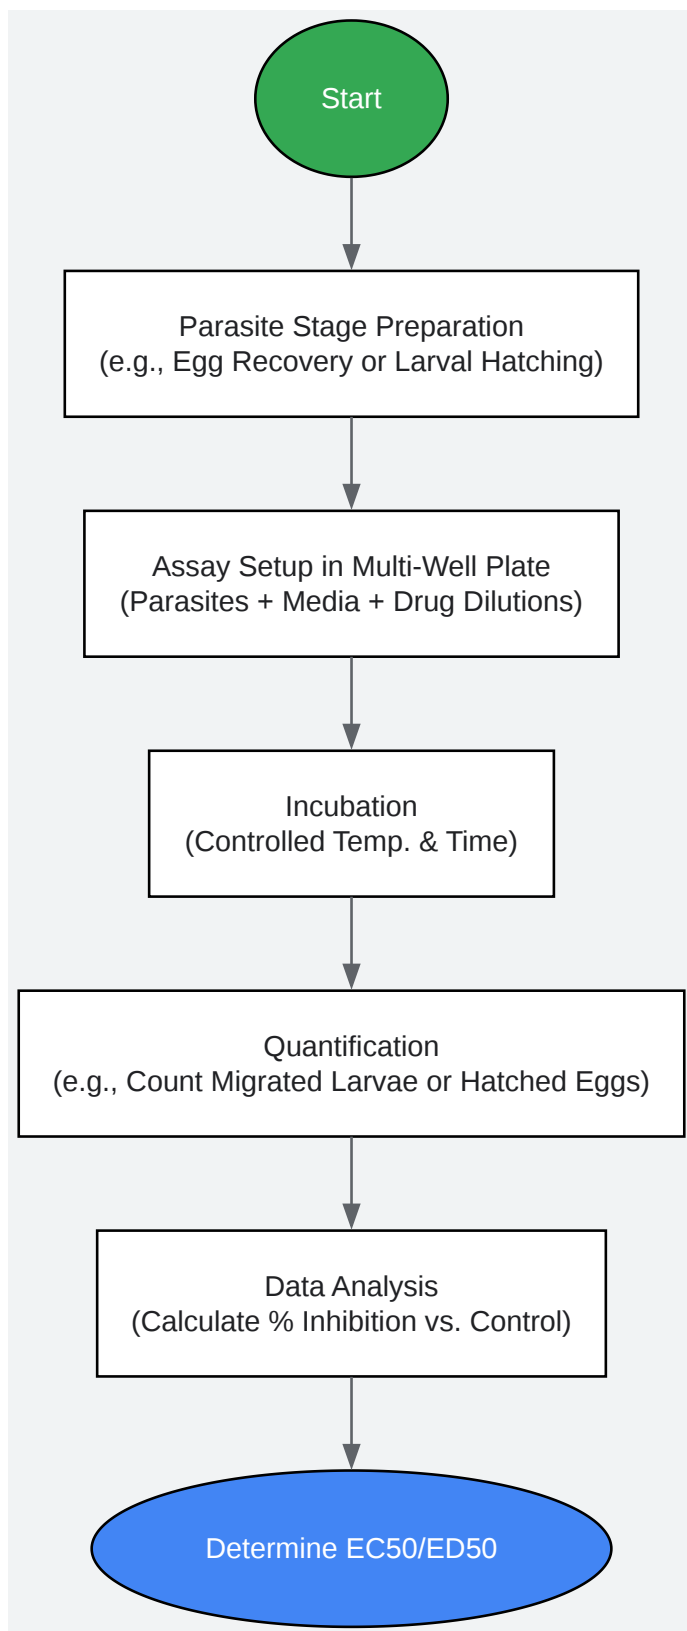 Start
Parasite Stage Preparation
(e.g., Egg Recovery or Larval Hatching)
Assay Setup in Multi-Well Plate
(Parasites + Media + Drug Dilutions)
Incubation
(Controlled Temp. & Time)
Quantification
(e.g., Count Migrated Larvae or Hatched Eggs)
Data Analysis
(Calculate % Inhibition vs. Control)
Determine EC50/ED50